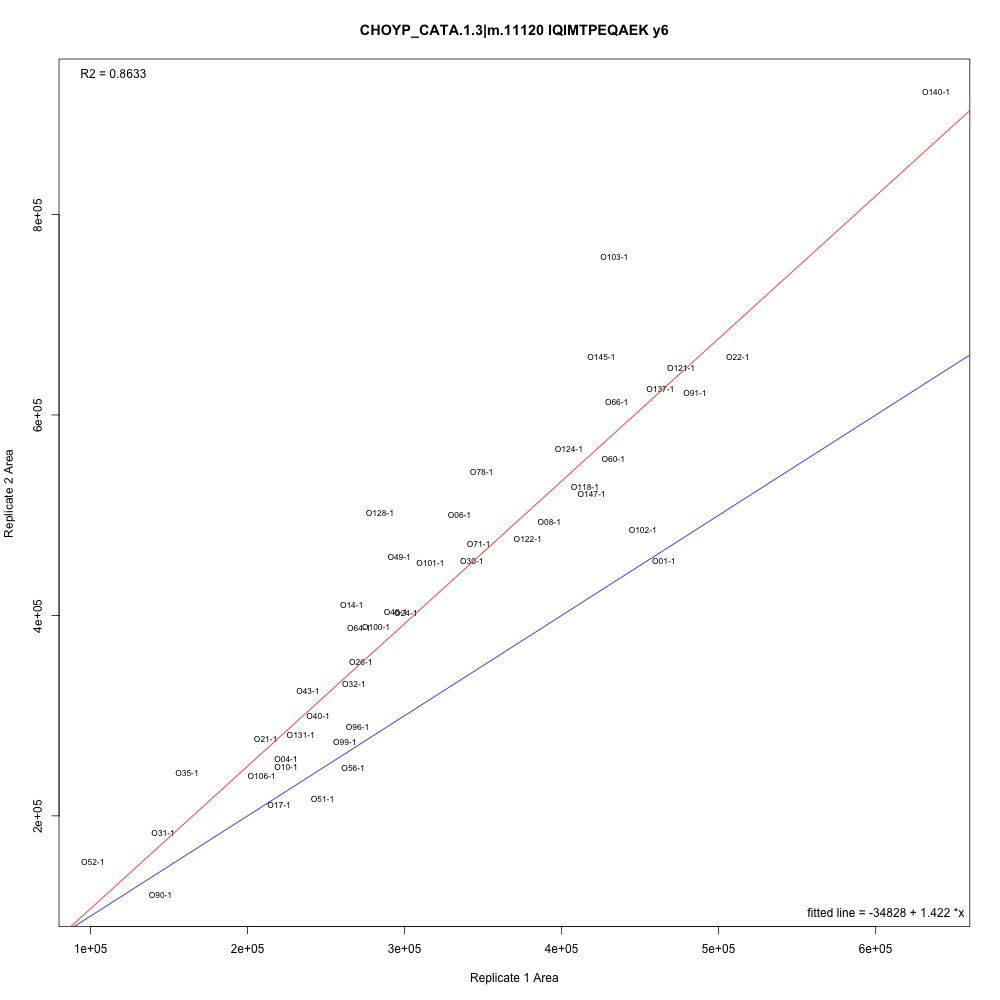 CHOYP_CATA.1.3|m.11120 IQIMTPEQAEK y6
R2 = 0.8633
O140-1
O103-1
O145-1
O22-1
O121-1
O137-1
O91-1
O66-1
O124-1
O60-1
O78-1
O118-1
O147-1
O128-1
O06-1
O08-1
O102-1
O122-1
O71-1
O49-1
O101-1
O30-1
O01-1
O14-1
O24-1
O64-1
O100-1
O26-1
O32-1
O43-1
O40-1
O96-1
O131-1
O21-1
O99-1
O04-1
O10-1
O56-1
O35-1
O106-1
O51-1
O17-1
O31-1
O52-1
O90-1
fitted line = -34828 + 1.422 *x
8e+05
6e+05
4e+05
2e+05
Replicate 2 Area
1e+05 2e+05 3e+05 4e+05 5e+05 6e+05
Replicate 1 Area